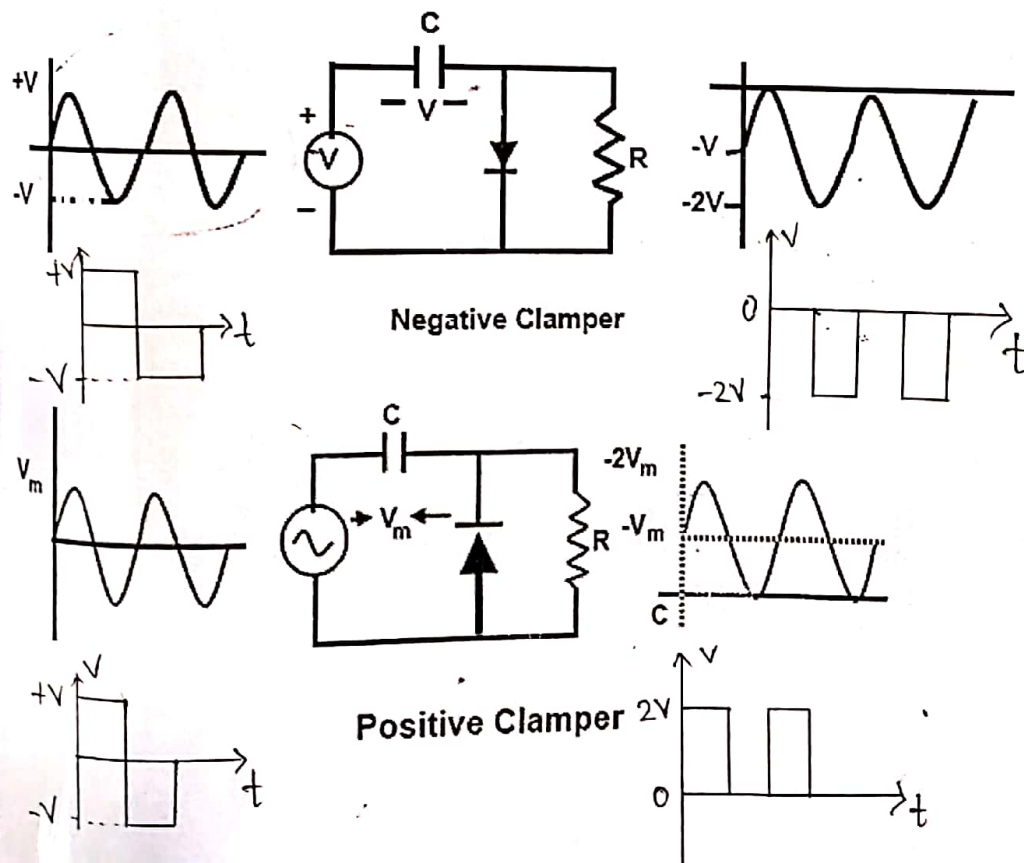 C
+V
-V
+
V
−
− V −
R
-V
-2V
+V
t
-V
Negative Clamper
V
0
-2V
t
C
Vm
Vm
R
-2Vm
-Vm
C
V
+V
-V
t
Positive Clamper
V
2V
0
t